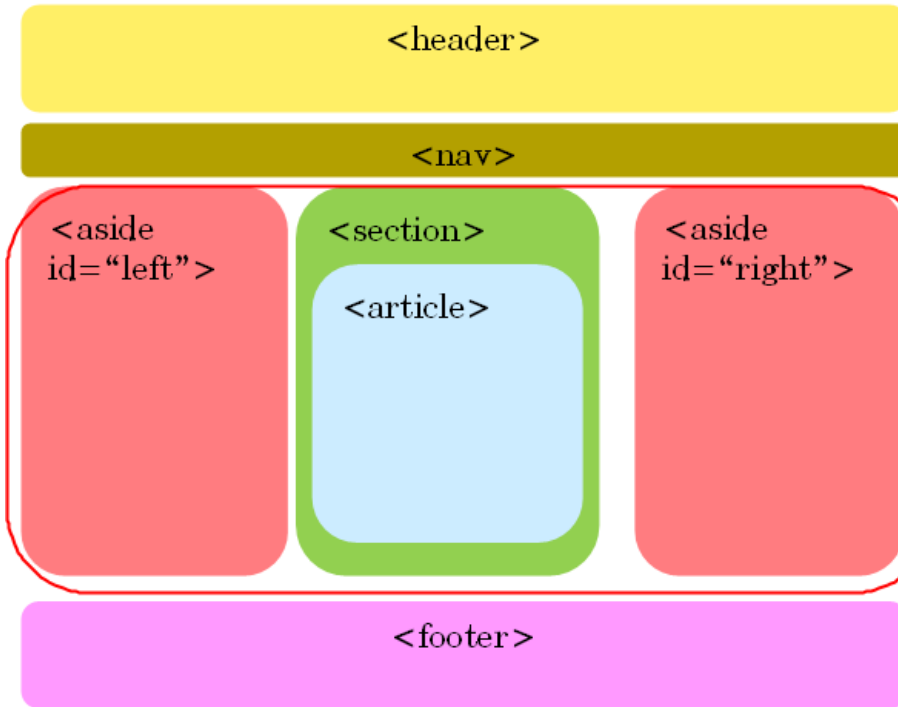 <header>
<nav>
<aside
id=“left”>
<section>
<article>
<aside
id=“right”>
<footer>